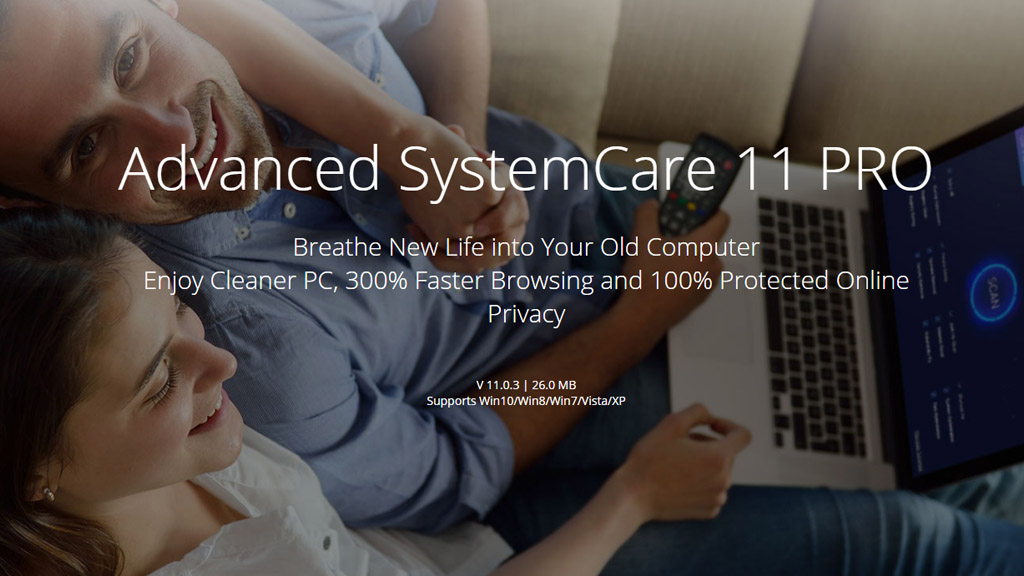 Advanced SystemCare 11 PRO
Breathe New Life into Your Old Computer
Enjoy Cleaner PC, 300% Faster Browsing and 100% Protected Online
Privacy
V 11.0.3 | 26.0 MB
Supports Win10/Win8/Win7/Vista/XP
SCAN